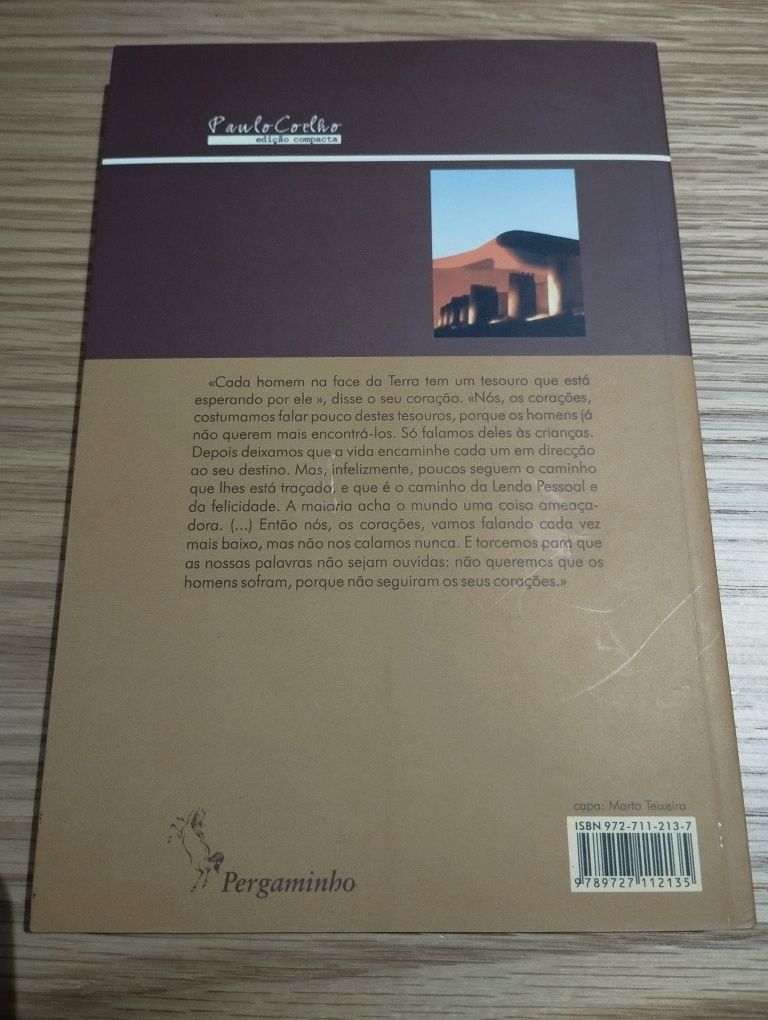 Paulo Coelho
edição compacta
«Cada homem na face da Terra tem um tesouro que está
esperando por ele », disse o seu coração. «Nós, os corações,
costumamos falar pouco destes tesouros, porque os homens já
não querem mais encontrá-los. Só falamos deles às crianças.
Depois deixamos que a vida encaminhe cada um em direcção
ao seu destino. Mas, infelizmente, poucos seguem o caminho
que lhes está traçado, e que é o caminho da Lenda Pessoal e
da felicidade. A maioria acha o mundo uma coisa ameaça-
dora. (...) Então nós, os corações, vamos falando cada vez
mais baixo, mas não nos calamos nunca. E torcemos para que
as nossas palavras não sejam ouvidas: não queremos que os
homens sofram, porque não seguiram os seus corações.»
capa: Marta Teixeira
ISBN 972-711-213-7
9789727112135
Pergaminho